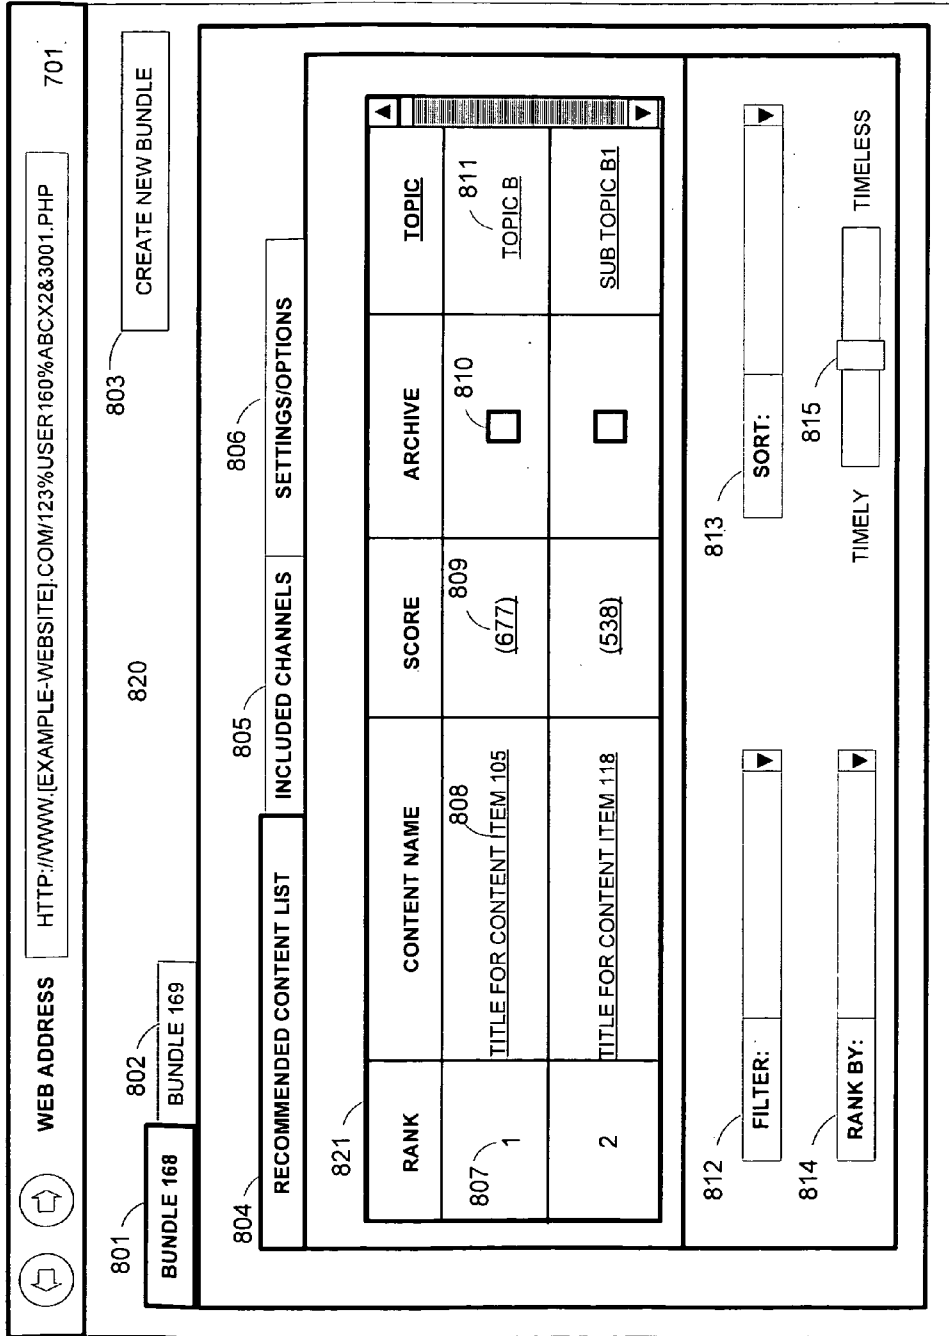 WEB ADDRESS HTTP://WWW.[EXAMPLE-WEBSITE].COM/123%USER160%ABCX2&3001.PHP 701
801 802 820 803
BUNDLE 168 BUNDLE 169 CREATE NEW BUNDLE
804 805 806
RECOMMENDED CONTENT LIST INCLUDED CHANNELS SETTINGS/OPTIONS
821
RANK CONTENT NAME SCORE ARCHIVE TOPIC
807 808 809 810 811
1 TITLE FOR CONTENT ITEM 105 (677) TOPIC B
2 TITLE FOR CONTENT ITEM 118 (538) SUB TOPIC B1
812 813
FILTER: SORT:
814 815
RANK BY: TIMELY TIMELESS